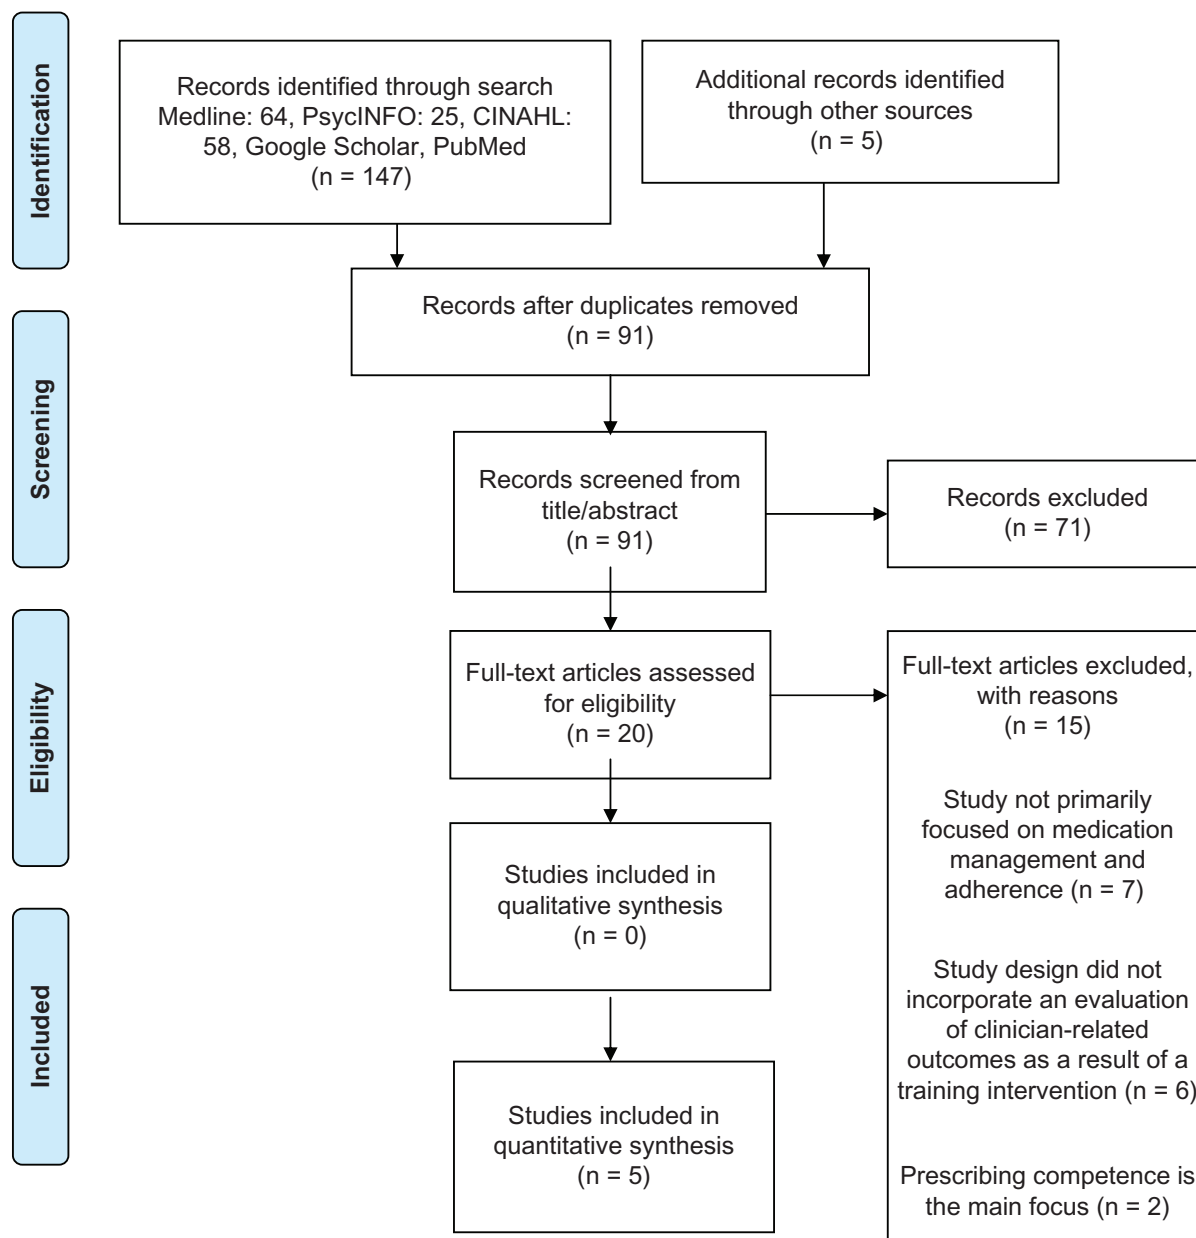 Identification
Records identified through search
Medline: 64, PsycINFO: 25, CINAHL:
58, Google Scholar, PubMed
(n = 147)
Additional records identified
through other sources
(n = 5)
Screening
Records after duplicates removed
(n = 91)
Records screened from
title/abstract
(n = 91)
Records excluded
(n = 71)
Eligibility
Full-text articles assessed
for eligibility
(n = 20)
Full-text articles excluded,
with reasons
(n = 15)
Study not primarily
focused on medication
management and
adherence (n = 7)
Study design did not
incorporate an evaluation
of clinician-related
outcomes as a result of a
training intervention (n = 6)
Prescribing competence is
the main focus (n = 2)
Studies included in
qualitative synthesis
(n = 0)
Included
Studies included in
quantitative synthesis
(n = 5)